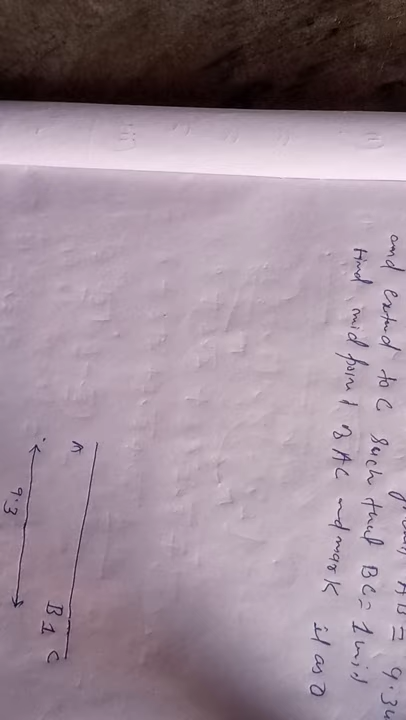 AB = 9.3u
and extend to C such that BC = 1 unit
find mid point of AC and mark it as O
A B 1 C
9.3